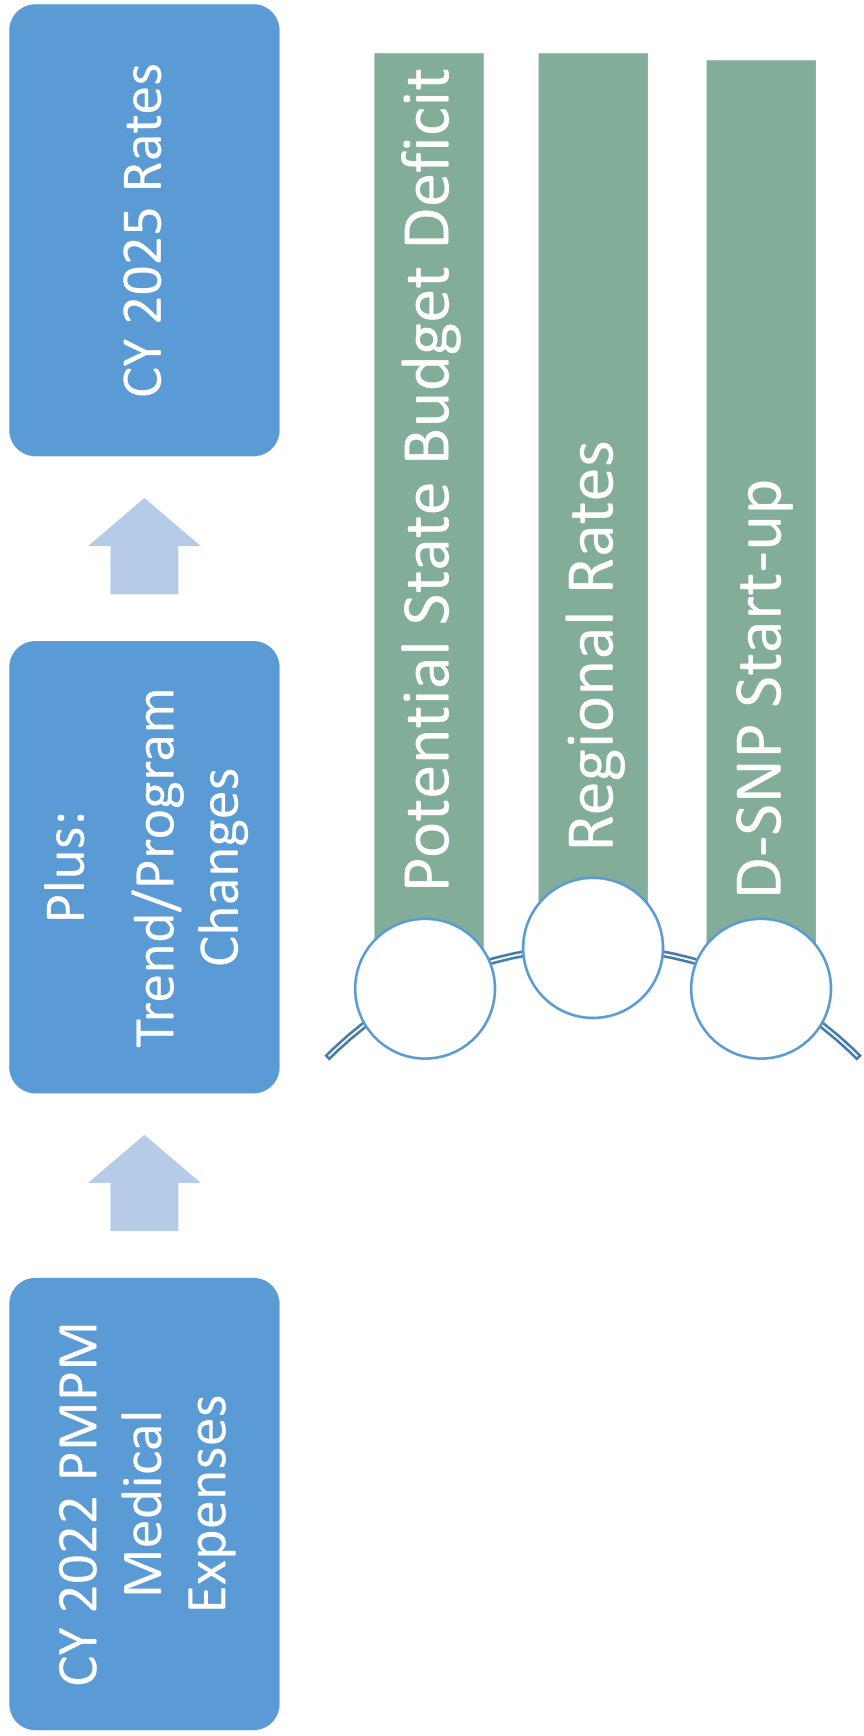 CY 2022 PMPM
Medical
Expenses
Plus:
Trend/Program
Changes
CY 2025 Rates
Potential State Budget Deficit
Regional Rates
D-SNP Start-up